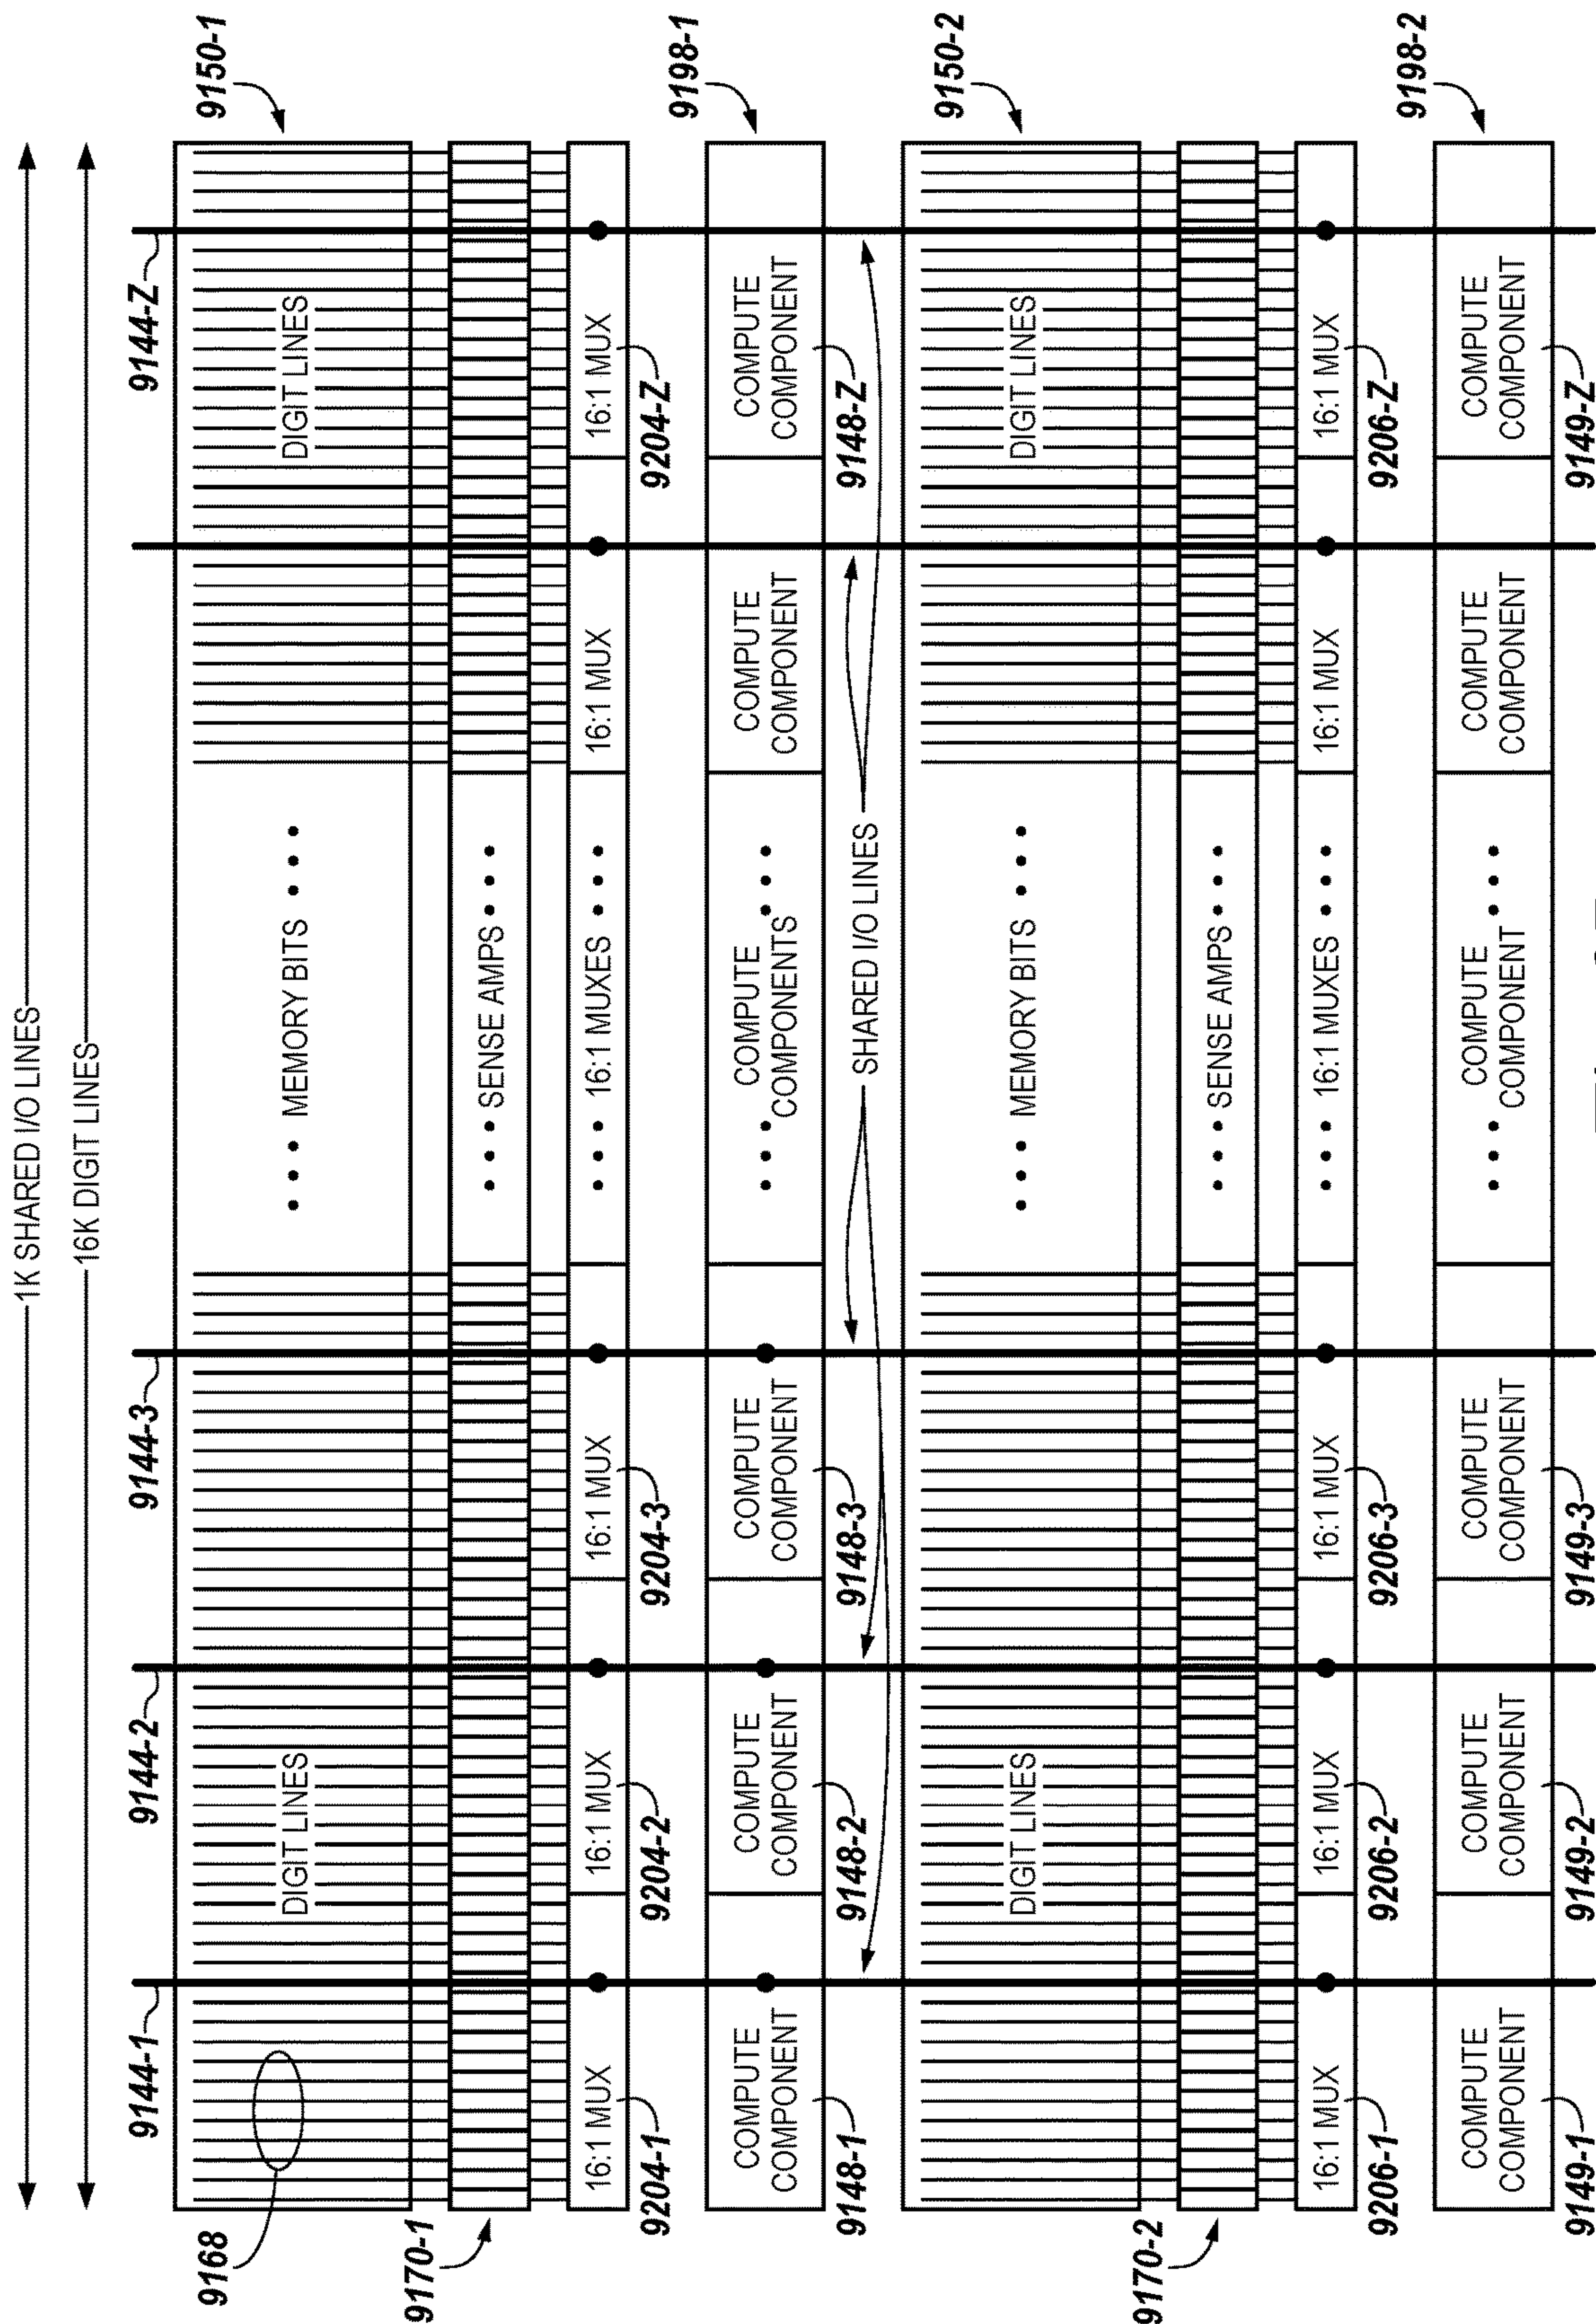 1K SHARED I/O LINES
16K DIGIT LINES
9144-1
9144-2
9144-3
9144-Z
9168
DIGIT LINES
• • • MEMORY BITS • • •
DIGIT LINES
9150-1
9170-1
• • • SENSE AMPS • • •
16:1 MUX
16:1 MUX
16:1 MUX
• • • 16:1 MUXES • • •
16:1 MUX
16:1 MUX
9204-1
9204-2
9204-3
9204-Z
9198-1
COMPUTE
COMPONENT
COMPUTE
COMPONENT
COMPUTE
COMPONENT
• • • COMPUTE • • •
COMPONENTS
COMPUTE
COMPONENT
COMPUTE
COMPONENT
9148-1
9148-2
9148-3
9148-Z
SHARED I/O LINES
9150-2
DIGIT LINES
• • • MEMORY BITS • • •
DIGIT LINES
9170-2
• • • SENSE AMPS • • •
16:1 MUX
16:1 MUX
16:1 MUX
• • • 16:1 MUXES • • •
16:1 MUX
16:1 MUX
9206-1
9206-2
9206-3
9206-Z
9198-2
COMPUTE
COMPONENT
COMPUTE
COMPONENT
COMPUTE
COMPONENT
• • • COMPUTE • • •
COMPONENT
COMPUTE
COMPONENT
COMPUTE
COMPONENT
9149-1
9149-2
9149-3
9149-Z